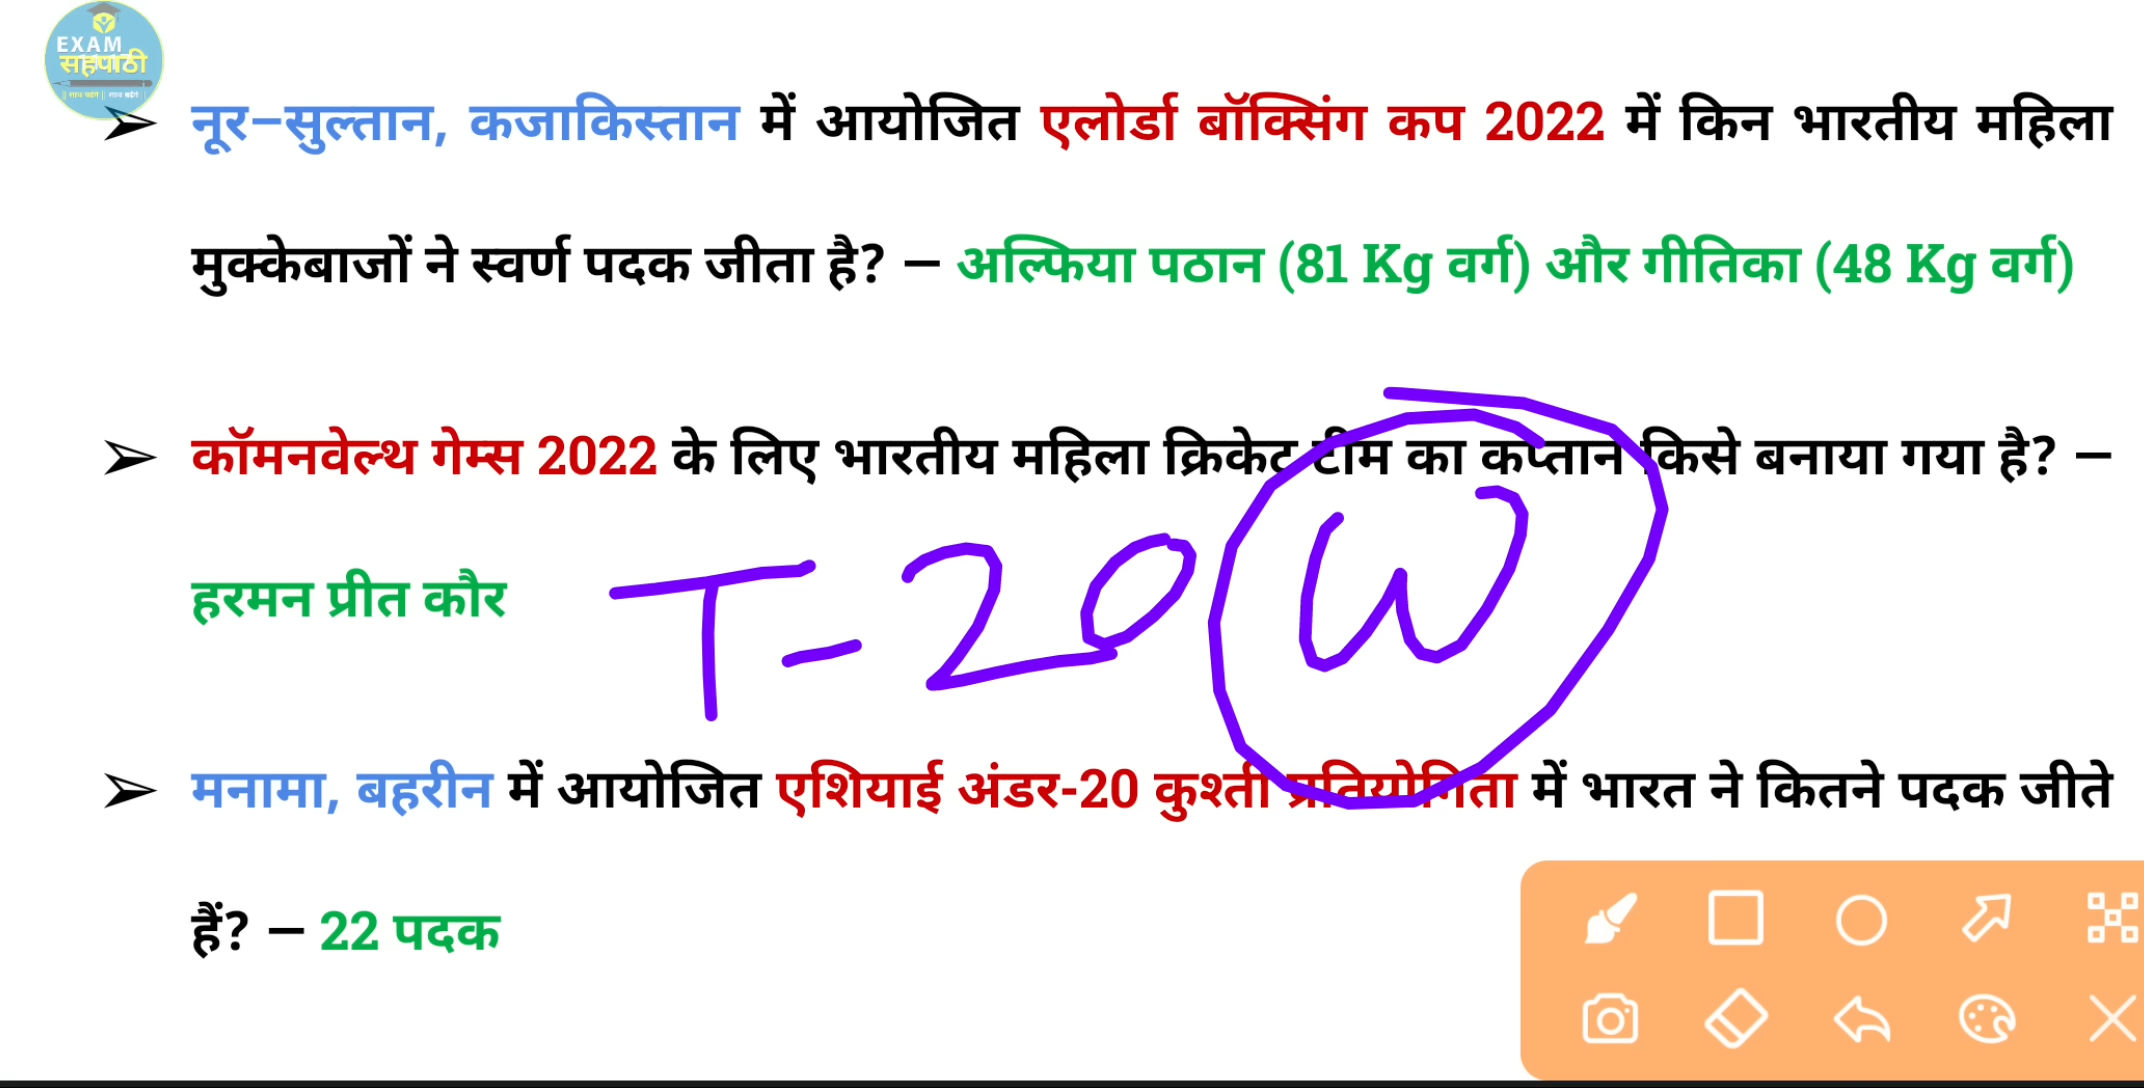 EXAM
सहपाठी
➢ नूर–सुल्तान, कजाकिस्तान में आयोजित एलोर्डा बॉक्सिंग कप 2022 में किन भारतीय महिला
मुक्केबाजों ने स्वर्ण पदक जीता है? – अल्फिया पठान (81 Kg वर्ग) और गीतिका (48 Kg वर्ग)
➢ कॉमनवेल्थ गेम्स 2022 के लिए भारतीय महिला क्रिकेट टीम का कप्तान किसे बनाया गया है? –
हरमन प्रीत कौर
T-20 W
➢ मनामा, बहरीन में आयोजित एशियाई अंडर-20 कुश्ती प्रतियोगिता में भारत ने कितने पदक जीते
हैं? – 22 पदक